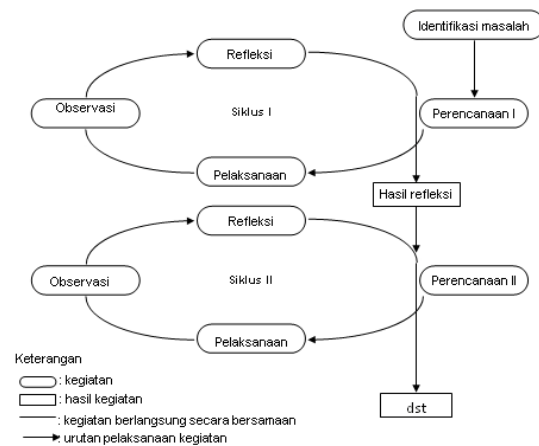 Identifikasi masalah
Refleksi
Observasi
Siklus I
Perencanaan I
Pelaksanaan
Hasil refleksi
Refleksi
Observasi
Siklus II
Perencanaan II
Pelaksanaan
Keterangan
: kegiatan
: hasil kegiatan
: kegiatan berlangsung secara bersamaan
: urutan pelaksanaan kegiatan
dst